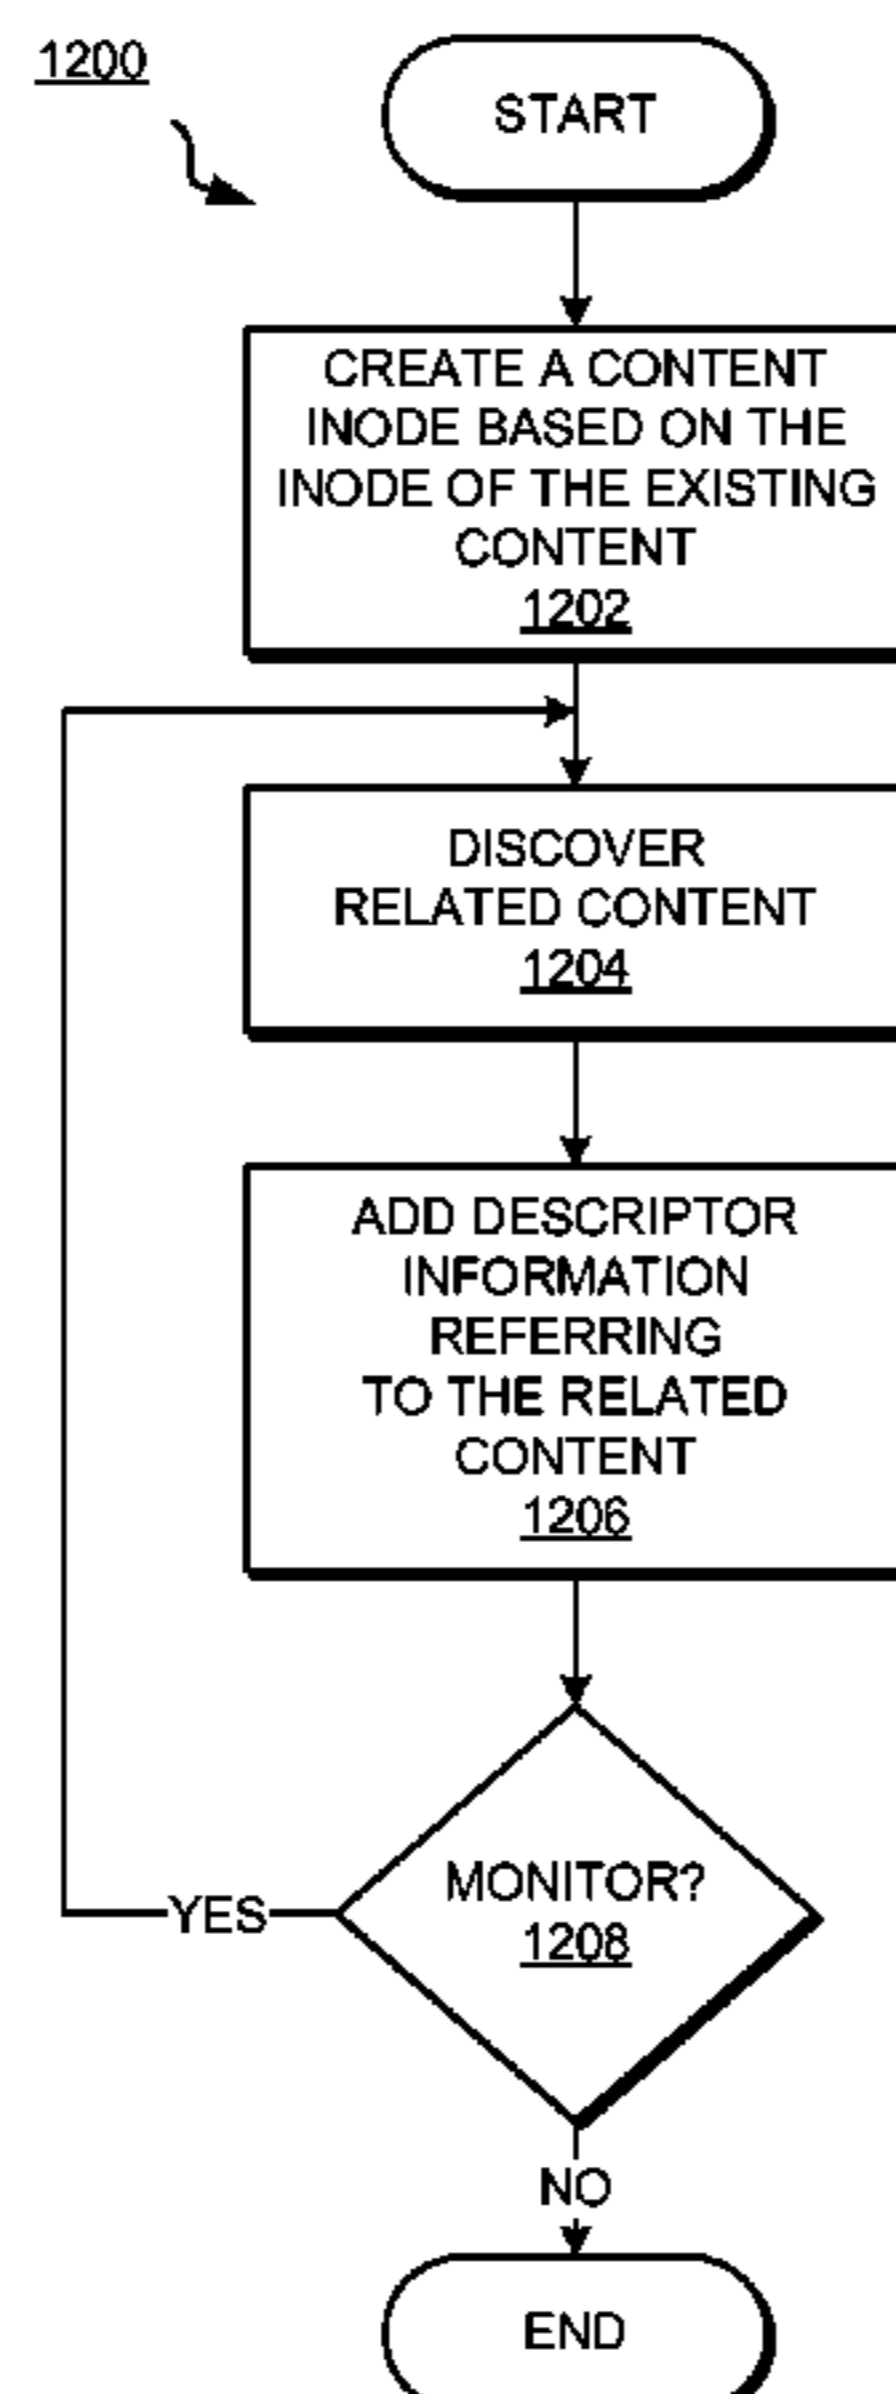 1200
START
CREATE A CONTENT
INODE BASED ON THE
INODE OF THE EXISTING
CONTENT
1202
DISCOVER
RELATED CONTENT
1204
ADD DESCRIPTOR
INFORMATION
REFERRING
TO THE RELATED
CONTENT
1206
MONITOR?
1208
YES
NO
END